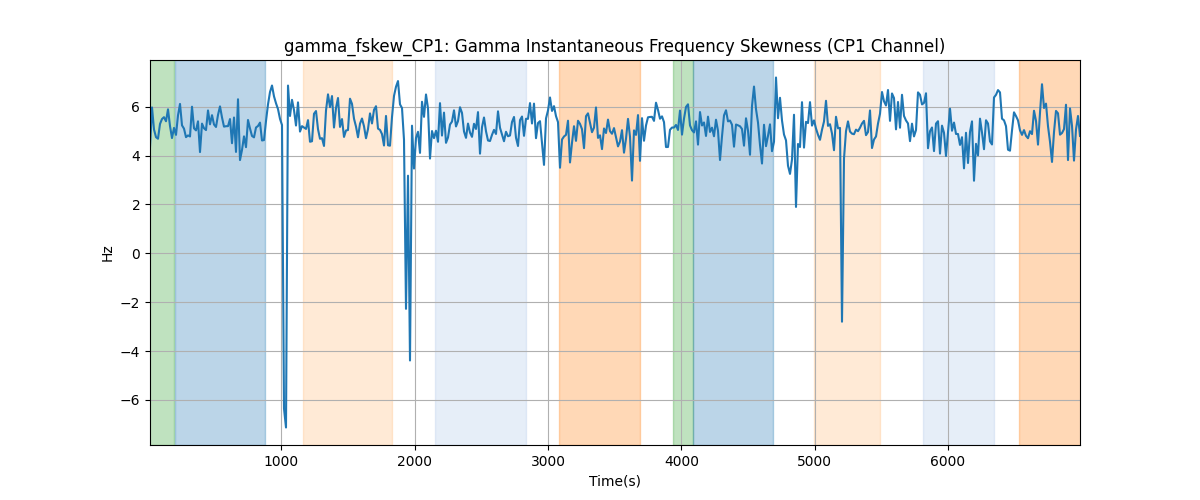 gamma_fskew_CP1: Gamma Instantaneous Frequency Skewness (CP1 Channel)
Hz
6
4
2
0
−2
−4
−6
1000 2000 3000 4000 5000 6000
Time(s)